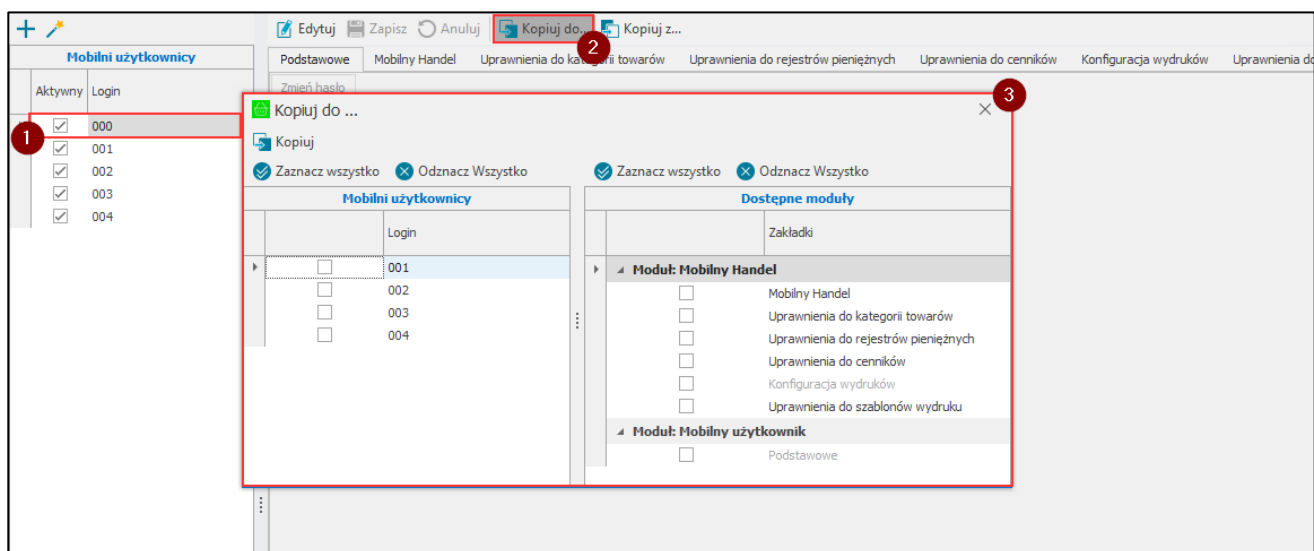 Edytuj Zapisz Anuluj Kopiuj do... Kopiuj z...
2
Mobilni użytkownicy
Podstawowe Mobilny Handel Uprawnienia do kategorii towarów Uprawnienia do rejestrów pieniężnych Uprawnienia do cenników Konfiguracja wydruków Uprawnienia do
Aktywny Login
Zmień hasło
3
Kopiuj do ...
1
000
001
002
003
004
Kopiuj
Zaznacz wszystko Odznacz Wszystko
Zaznacz wszystko Odznacz Wszystko
Mobilni użytkownicy
Login
001
002
003
004
Dostępne moduły
Zakładki
Moduł: Mobilny Handel
Mobilny Handel
Uprawnienia do kategorii towarów
Uprawnienia do rejestrów pieniężnych
Uprawnienia do cenników
Konfiguracja wydruków
Uprawnienia do szablonów wydruku
Moduł: Mobilny użytkownik
Podstawowe